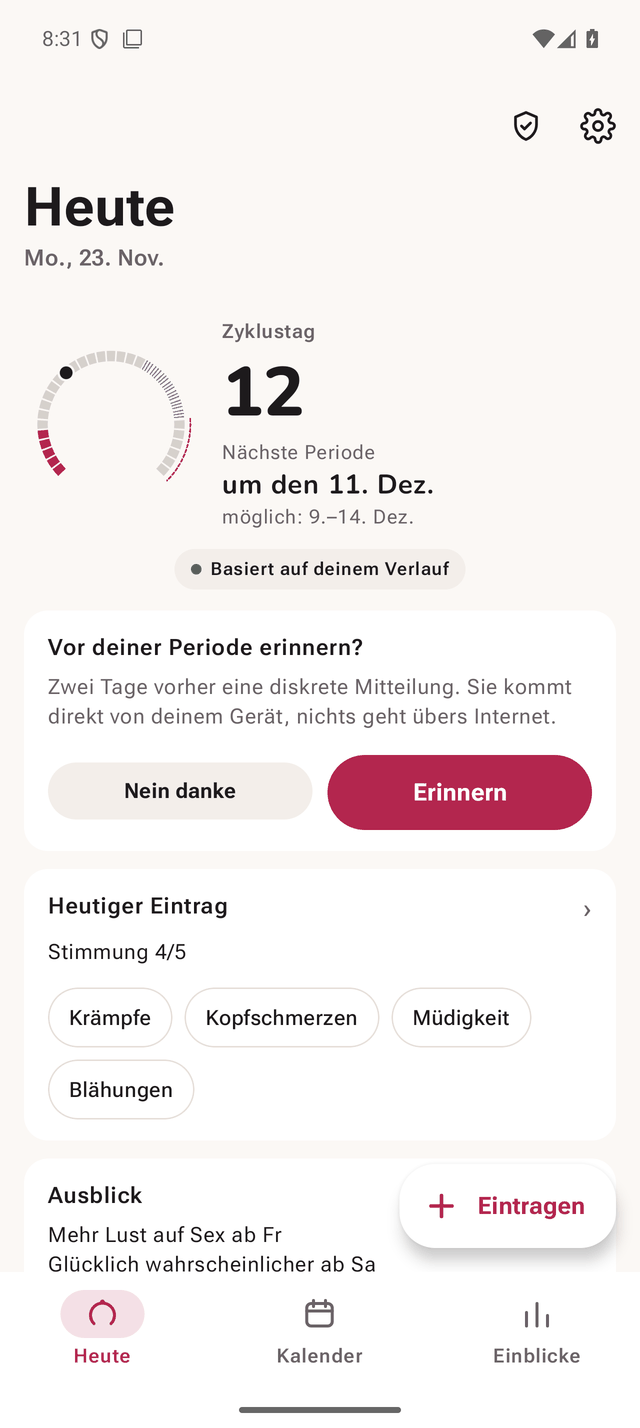 8:31
Heute
Mo., 23. Nov.
Zyklustag
12
Nächste Periode
um den 11. Dez.
möglich: 9.–14. Dez.
Basiert auf deinem Verlauf
Vor deiner Periode erinnern?
Zwei Tage vorher eine diskrete Mitteilung. Sie kommt
direkt von deinem Gerät, nichts geht übers Internet.
Nein danke
Erinnern
Heutiger Eintrag
Stimmung 4/5
Krämpfe
Kopfschmerzen
Müdigkeit
Blähungen
Ausblick
Mehr Lust auf Sex ab Fr
Glücklich wahrscheinlicher ab Sa
Eintragen
Heute
Kalender
Einblicke